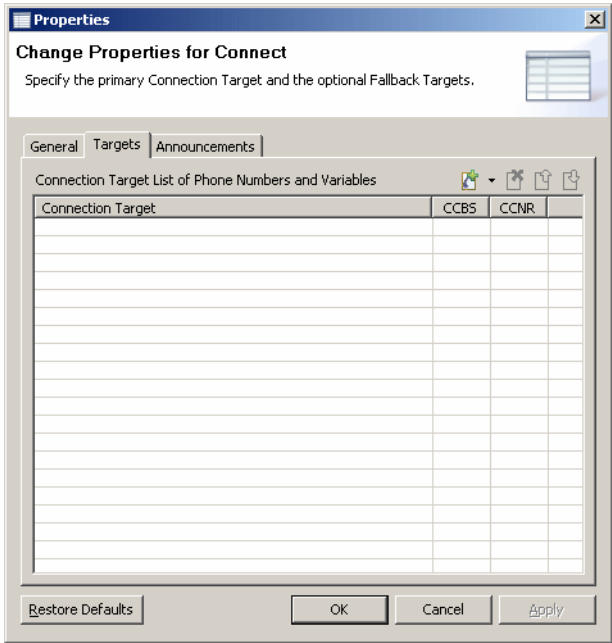 Properties
Change Properties for Connect
Specify the primary Connection Target and the optional Fallback Targets.
General Targets Announcements
Connection Target List of Phone Numbers and Variables
Connection Target CCBS CCNR
Restore Defaults OK Cancel Apply